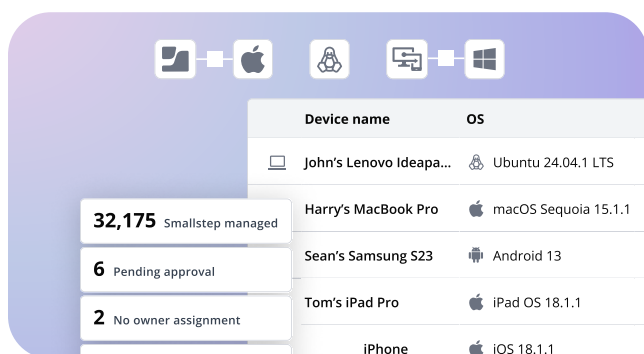 Device name OS
John’s Lenovo Ideapa... Ubuntu 24.04.1 LTS
Harry’s MacBook Pro macOS Sequoia 15.1.1
32,175 Smallstep managed
Sean’s Samsung S23 Android 13
6 Pending approval
Tom’s iPad Pro iPad OS 18.1.1
2 No owner assignment
iPhone iOS 18.1.1